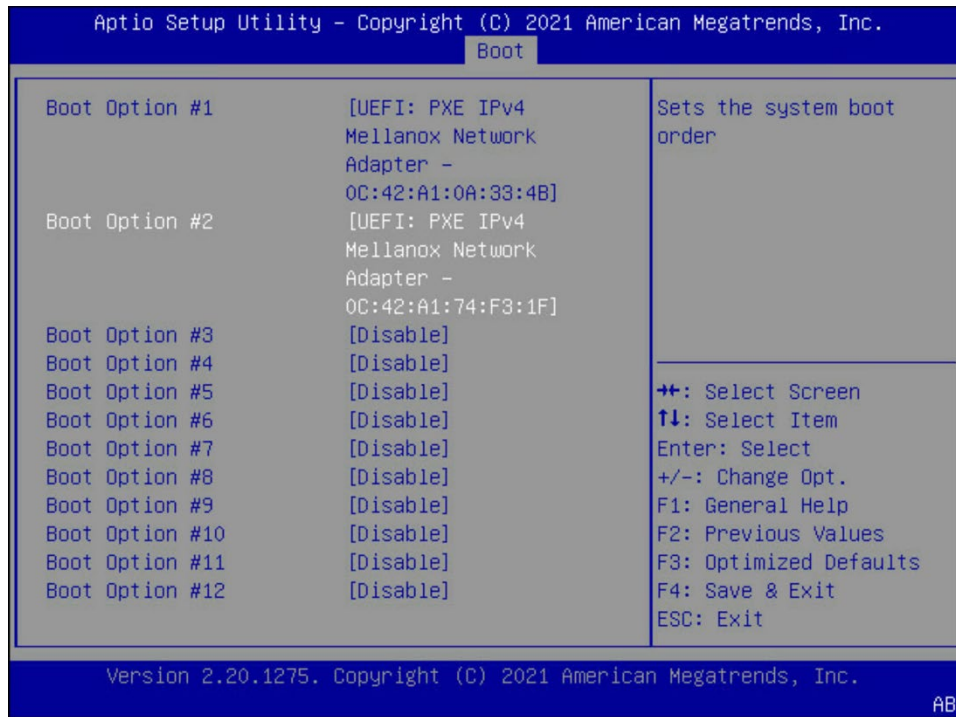 Aptio Setup Utility – Copyright (C) 2021 American Megatrends, Inc.
Boot
Boot Option #1 [UEFI: PXE IPv4
Mellanox Network
Adapter –
0C:42:A1:0A:33:4B]
Boot Option #2 [UEFI: PXE IPv4
Mellanox Network
Adapter –
0C:42:A1:74:F3:1F]
Boot Option #3 [Disable]
Boot Option #4 [Disable]
Boot Option #5 [Disable]
Boot Option #6 [Disable]
Boot Option #7 [Disable]
Boot Option #8 [Disable]
Boot Option #9 [Disable]
Boot Option #10 [Disable]
Boot Option #11 [Disable]
Boot Option #12 [Disable]
Sets the system boot
order
→←: Select Screen
↑↓: Select Item
Enter: Select
+/–: Change Opt.
F1: General Help
F2: Previous Values
F3: Optimized Defaults
F4: Save & Exit
ESC: Exit
Version 2.20.1275. Copyright (C) 2021 American Megatrends, Inc.
AB